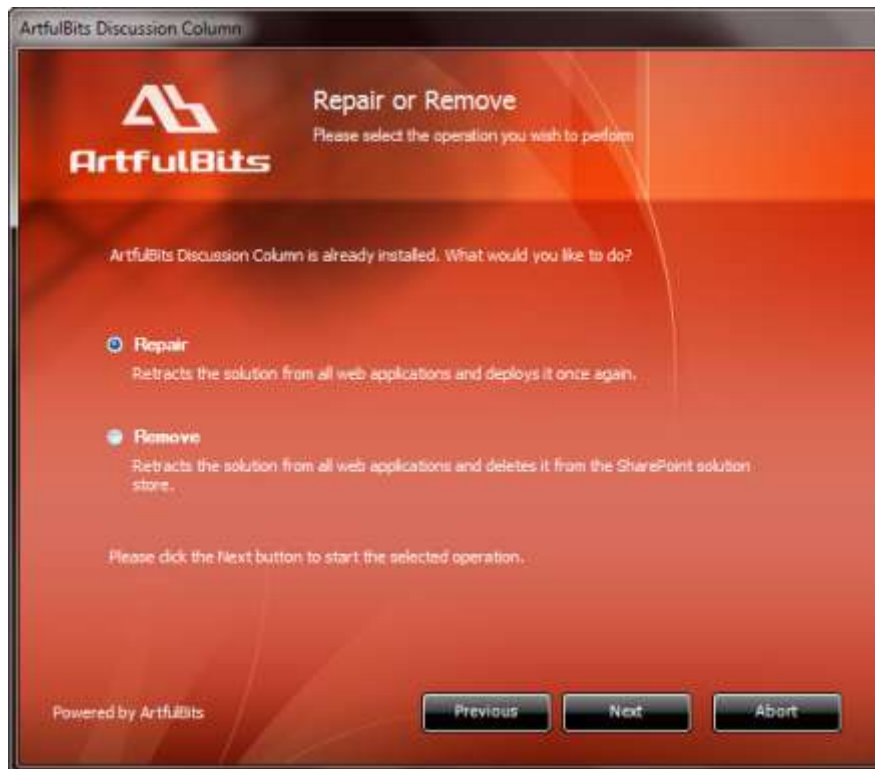 ArtfulBits Discussion Column
ArtfulBits
Repair or Remove
Please select the operation you wish to perform
ArtfulBits Discussion Column is already installed. What would you like to do?
Repair
Retracts the solution from all web applications and deploys it once again.
Remove
Retracts the solution from all web applications and deletes it from the SharePoint solution
store.
Please click the Next button to start the selected operation.
Powered by ArtfulBits
Previous
Next
Abort